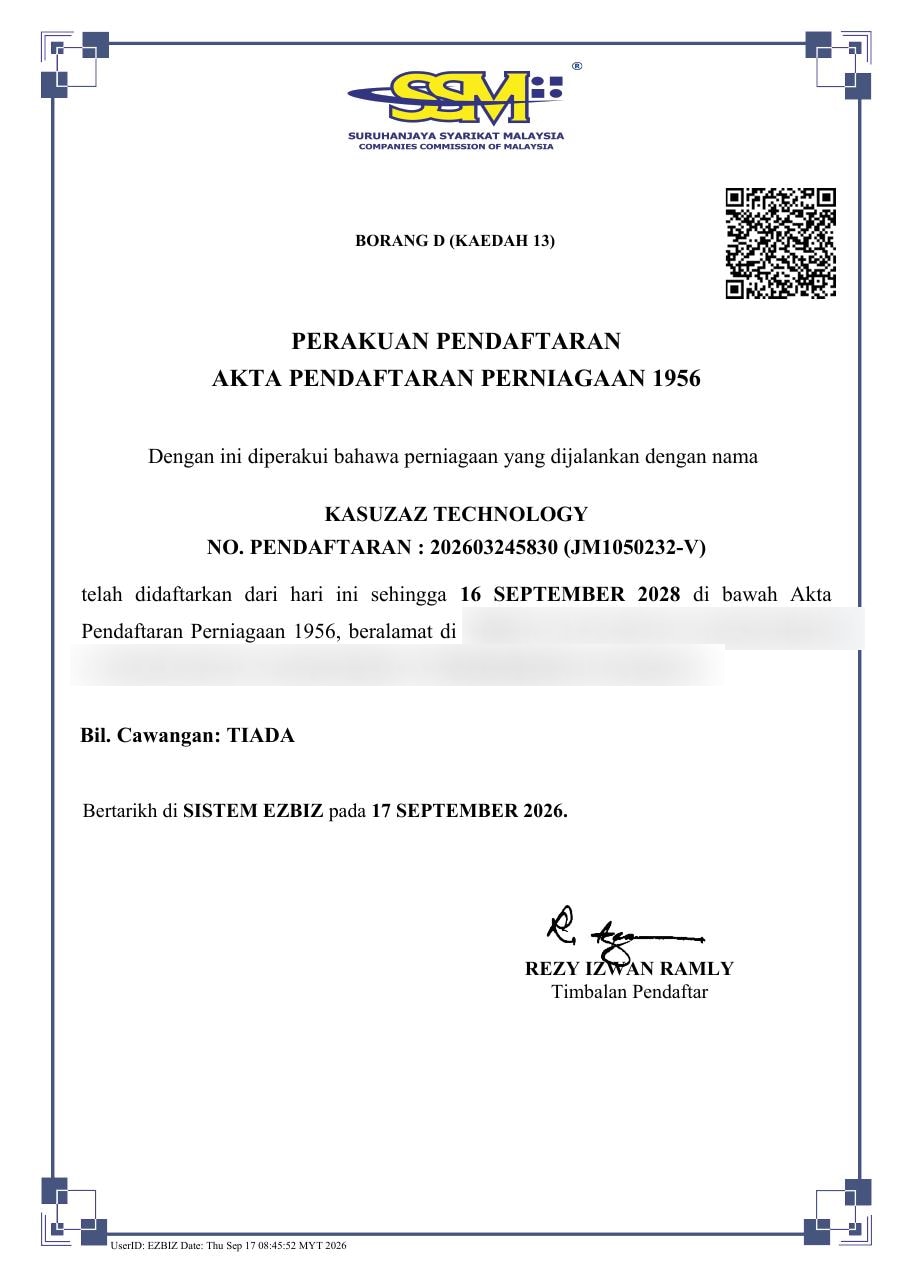 SSM®
SURUHANJAYA SYARIKAT MALAYSIA
COMPANIES COMMISSION OF MALAYSIA
BORANG D (KAEDAH 13)
PERAKUAN PENDAFTARAN
AKTA PENDAFTARAN PERNIAGAAN 1956
Dengan ini diperakui bahawa perniagaan yang dijalankan dengan nama
KASUZAZ TECHNOLOGY
NO. PENDAFTARAN : 202603245830 (JM1050232-V)
telah didaftarkan dari hari ini sehingga 16 SEPTEMBER 2028 di bawah Akta
Pendaftaran Perniagaan 1956, beralamat di
Bil. Cawangan: TIADA
Bertarikh di SISTEM EZBIZ pada 17 SEPTEMBER 2026.
REZY IZWAN RAMLY
Timbalan Pendaftar
UserID: EZBIZ Date: Thu Sep 17 08:45:52 MYT 2026